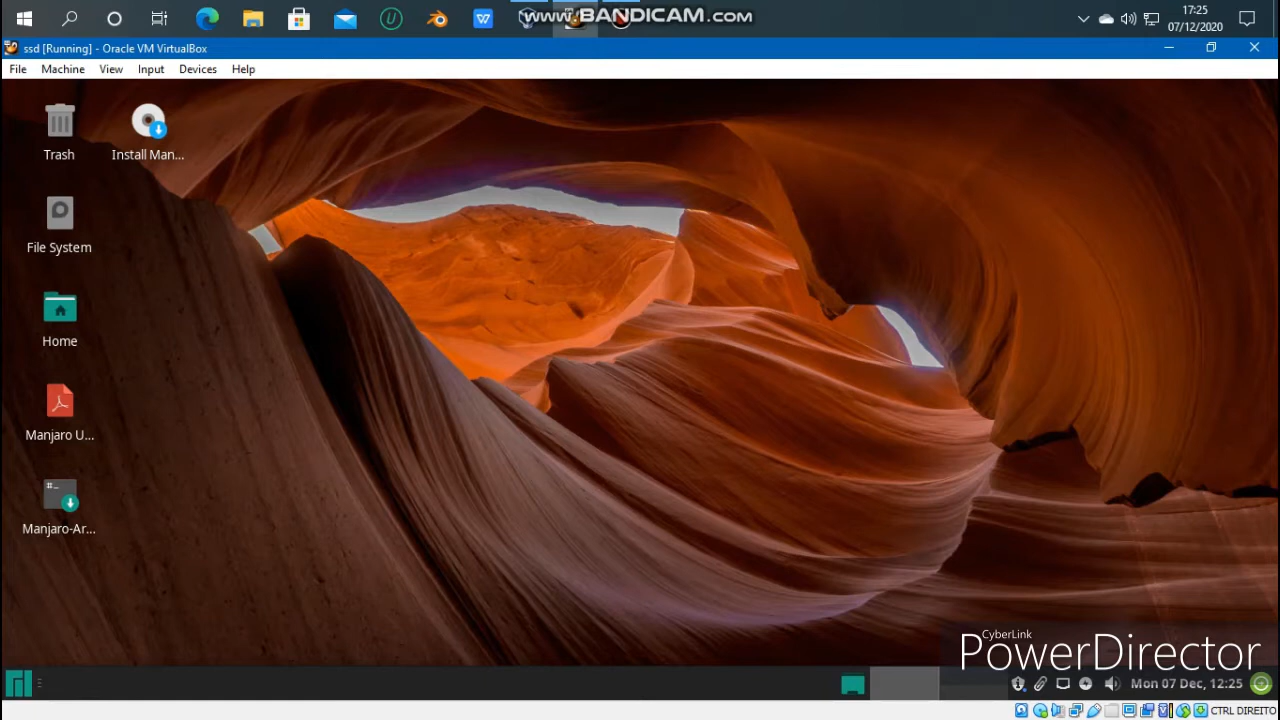 www.BANDICAM.com
17:25
07/12/2020
ssd [Running] - Oracle VM VirtualBox
File Machine View Input Devices Help
Trash
Install Man...
File System
Home
Manjaro U...
Manjaro-Ar...
CyberLink
PowerDirector
Mon 07 Dec, 12:25
CTRL DIREITO